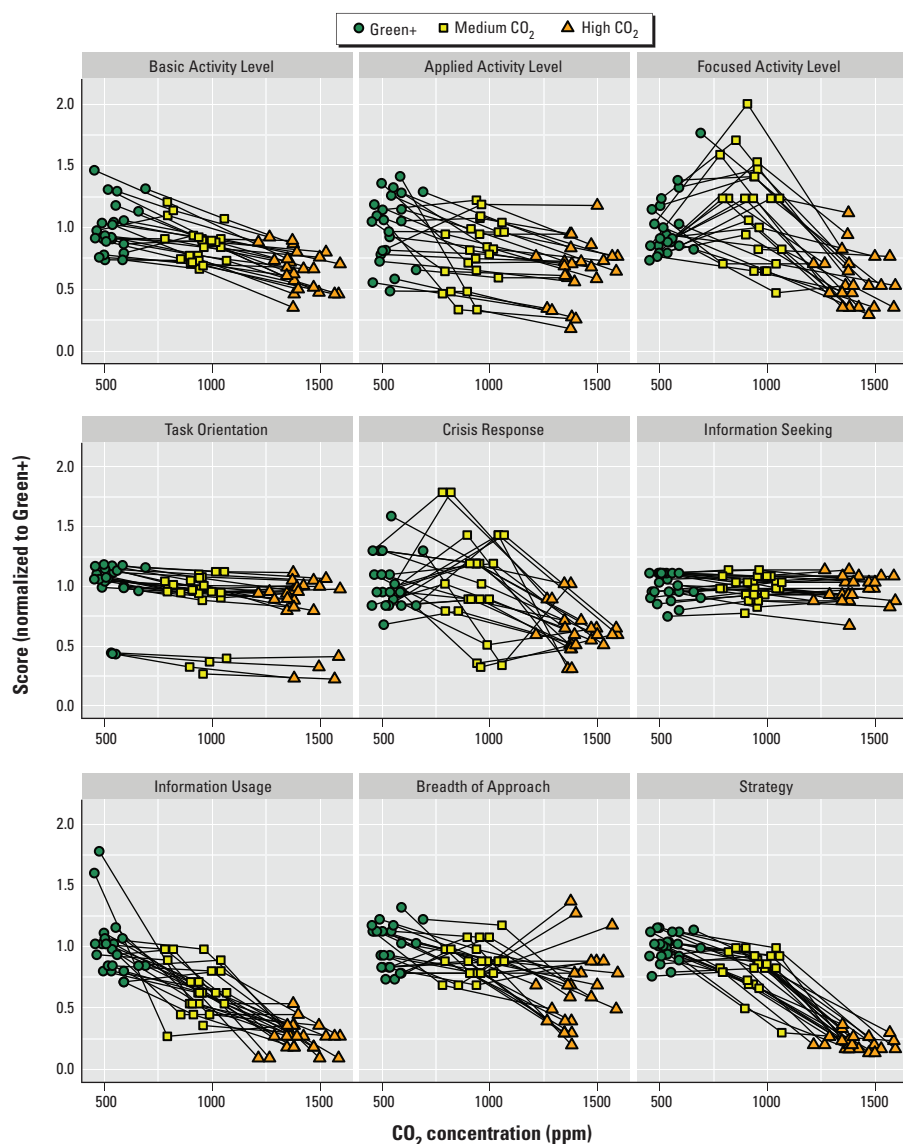 Green+ Medium CO₂ High CO₂
Basic Activity Level Applied Activity Level Focused Activity Level
2.0
1.5
1.0
0.5
0.0
500 1000 1500 500 1000 1500 500 1000 1500
Score (normalized to Green+)
Task Orientation Crisis Response Information Seeking
2.0
1.5
1.0
0.5
0.0
500 1000 1500 500 1000 1500 500 1000 1500
Information Usage Breadth of Approach Strategy
2.0
1.5
1.0
0.5
0.0
500 1000 1500 500 1000 1500 500 1000 1500
CO₂ concentration (ppm)